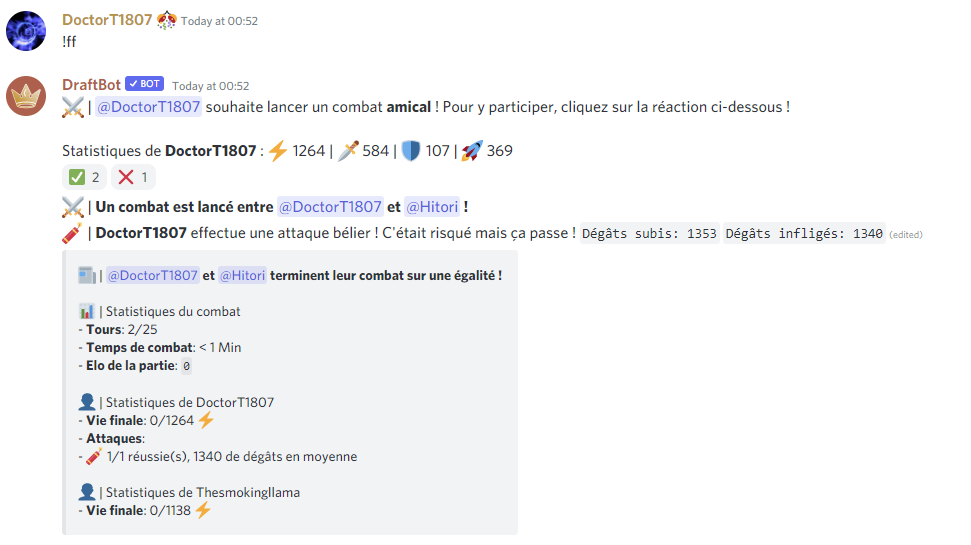 DoctorT1807 Today at 00:52
!ff
DraftBot ✓ BOT Today at 00:52
| @DoctorT1807 souhaite lancer un combat amical ! Pour y participer, cliquez sur la réaction ci-dessous !
Statistiques de DoctorT1807 : ⚡ 1264 | 🗡 584 | 🛡 107 | 🚀 369
✅ 2 ❌ 1
⚔ | Un combat est lancé entre @DoctorT1807 et @Hitori !
🧨 | DoctorT1807 effectue une attaque bélier ! C'était risqué mais ça passe ! Dégâts subis: 1353 Dégâts infligés: 1340 (edited)
📰 | @DoctorT1807 et @Hitori terminent leur combat sur une égalité !
📊 | Statistiques du combat
- Tours: 2/25
- Temps de combat: < 1 Min
- Elo de la partie: 0
👤 | Statistiques de DoctorT1807
- Vie finale: 0/1264 ⚡
- Attaques:
- 🧨 1/1 réussie(s), 1340 de dégâts en moyenne
👤 | Statistiques de Thesmokingllama
- Vie finale: 0/1138 ⚡